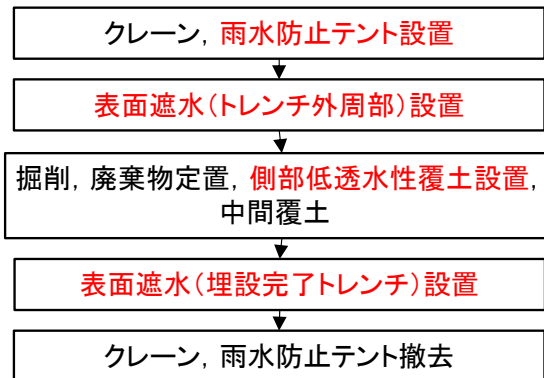 クレーン，雨水防止テント設置
表面遮水（トレンチ外周部）設置
掘削，廃棄物定置，側部低透水性覆土設置，
中間覆土
表面遮水（埋設完了トレンチ）設置
クレーン，雨水防止テント撤去